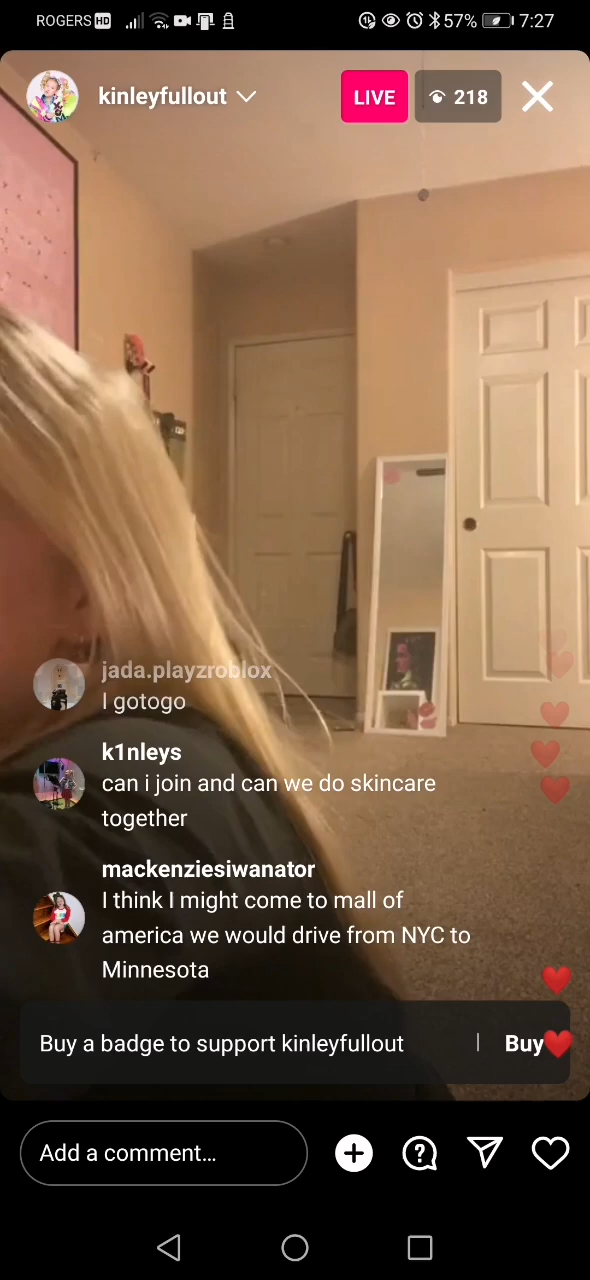 ROGERS HD 57% 7:27
kinleyfullout LIVE 218
jada.playzroblox
I gotogo
k1nleys
can i join and can we do skincare
together
mackenziesiwanator
I think I might come to mall of
america we would drive from NYC to
Minnesota
Buy a badge to support kinleyfullout | Buy
Add a comment...